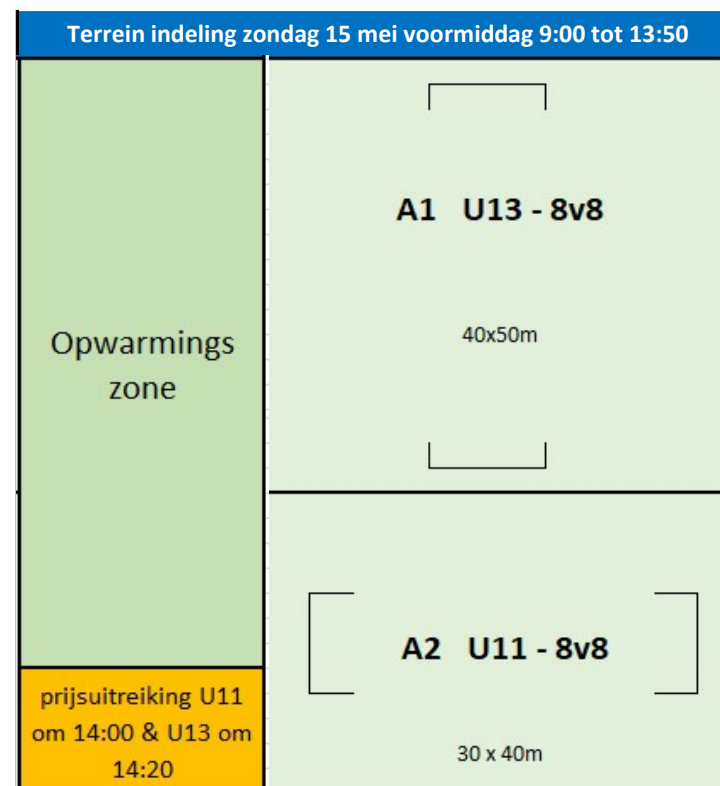 Terrein indeling zondag 15 mei voormiddag 9:00 tot 13:50
Opwarmings
zone
prijsuitreiking U11
om 14:00 & U13 om
14:20
A1 U13 - 8v8
40x50m
A2 U11 - 8v8
30 x 40m